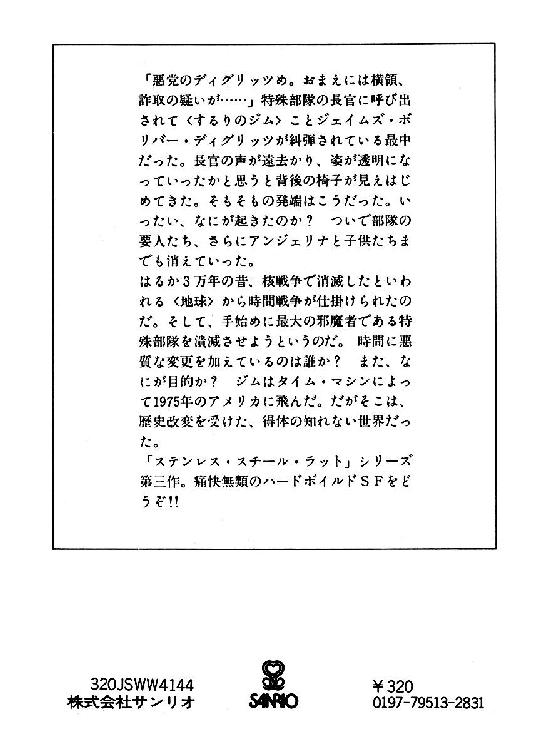 「悪党のディグリッツめ。おまえには横領、
詐取の疑いが……」特殊部隊の長官に呼び出
されて〈するりのジム〉ことジェイムズ・ボ
リバー・ディグリッツが糾弾されている最中
だった。長官の声が遠去かり、姿が透明にな
っていったかと思うと背後の椅子が見えはじ
めてきた。そもそもの発端はこうだった。い
ったい、なにが起きたのか？　ついで部隊の
要人たち、さらにアンジェリナと子供たちま
でも消えていった。
はるか3万年の昔、核戦争で消滅したといわ
れる〈地球〉から時間戦争が仕掛けられたの
だ。そして、手始めに最大の邪魔者である特
殊部隊を潰滅させようというのだ。時間に悪
質な変更を加えているのは誰か？　また、な
にが目的か？　ジムはタイム・マシンによっ
て1975年のアメリカに飛んだ。だがそこは、
歴史改変を受けた、得体の知れない世界だっ
た。
「ステンレス・スチール・ラット」シリーズ
第三作。痛快無類のハードボイルドＳＦをど
うぞ!!
320JSWW4144
株式会社サンリオ
SANRIO
￥320
0197-79513-2831